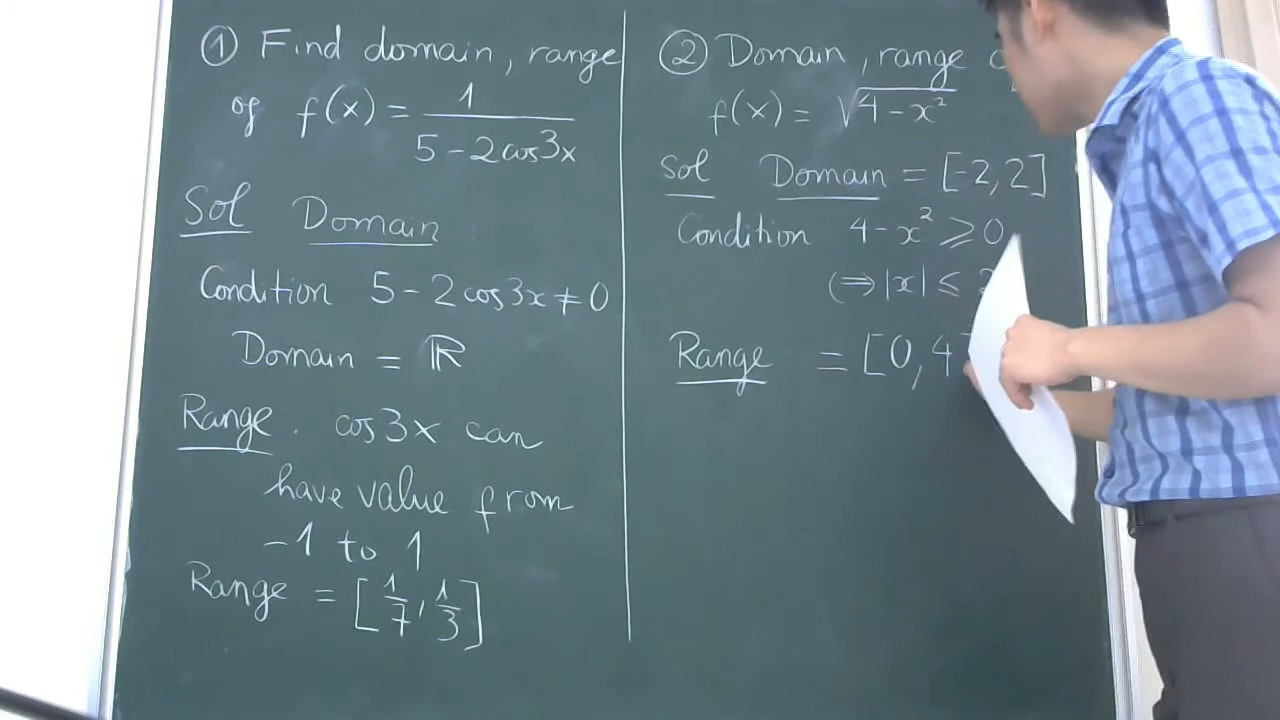 ① Find domain, range
of f(x) = 1/(5 - 2cos3x)
Sol Domain
Condition 5 - 2cos3x ≠ 0
Domain = ℝ
Range. cos3x can
have value from
-1 to 1
Range = [1/7, 1/3]
② Domain, range
f(x) = √(4 - x²)
Sol Domain = [-2, 2]
Condition 4 - x² ⩾ 0
(⇒ |x| ≤
Range = [0, 4